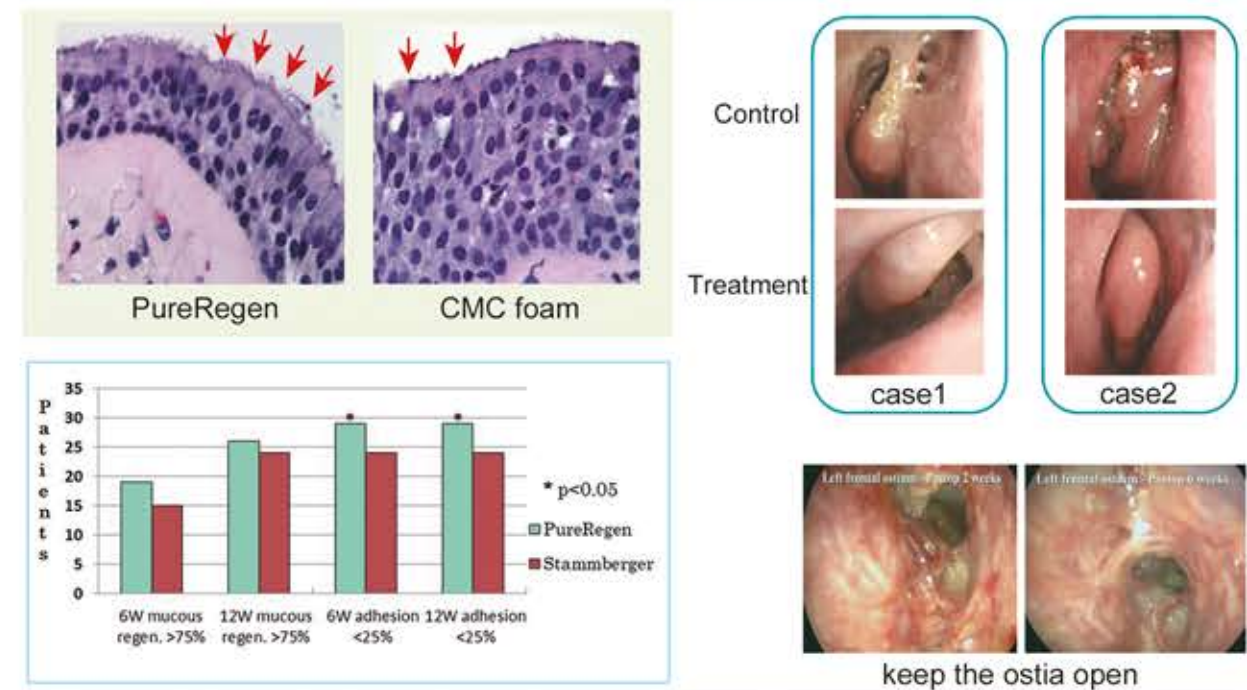 PureRegen
CMC foam
Control
Treatment
case1
case2
Patients
35
30
25
20
15
10
5
0
* p<0.05
PureRegen
Stammberger
6W mucous
regen. >75%
12W mucous
regen. >75%
6W adhesion
<25%
12W adhesion
<25%
Left frontal ostium - Postop 2 weeks
Left frontal ostium - Postop 6 weeks
keep the ostia open